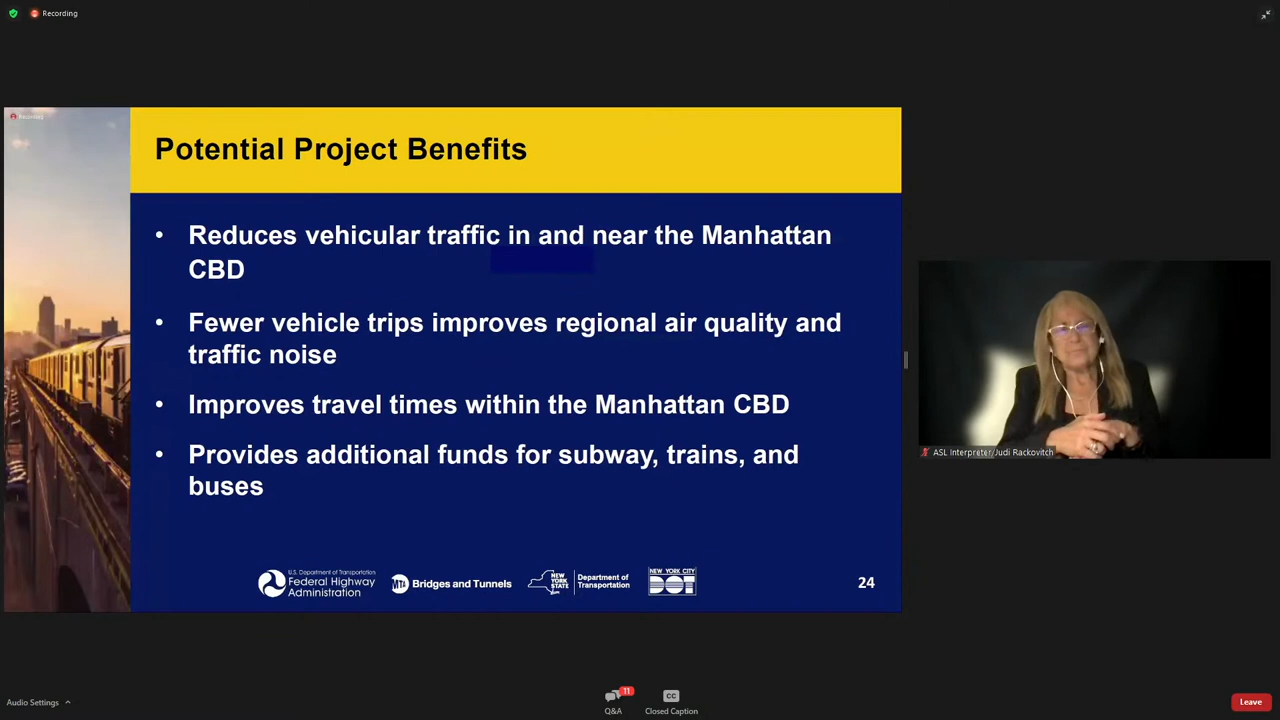 Recording
Recording
Potential Project Benefits
• Reduces vehicular traffic in and near the Manhattan
CBD
• Fewer vehicle trips improves regional air quality and
traffic noise
• Improves travel times within the Manhattan CBD
• Provides additional funds for subway, trains, and
buses
U.S. Department of Transportation
Federal Highway
Administration
MTA Bridges and Tunnels
NEW
YORK
STATE
Department of
Transportation
NEW YORK CITY
DOT
24
ASL Interpreter/Judi Rackovitch
Audio Settings
11
Q&A
CC
Closed Caption
Leave